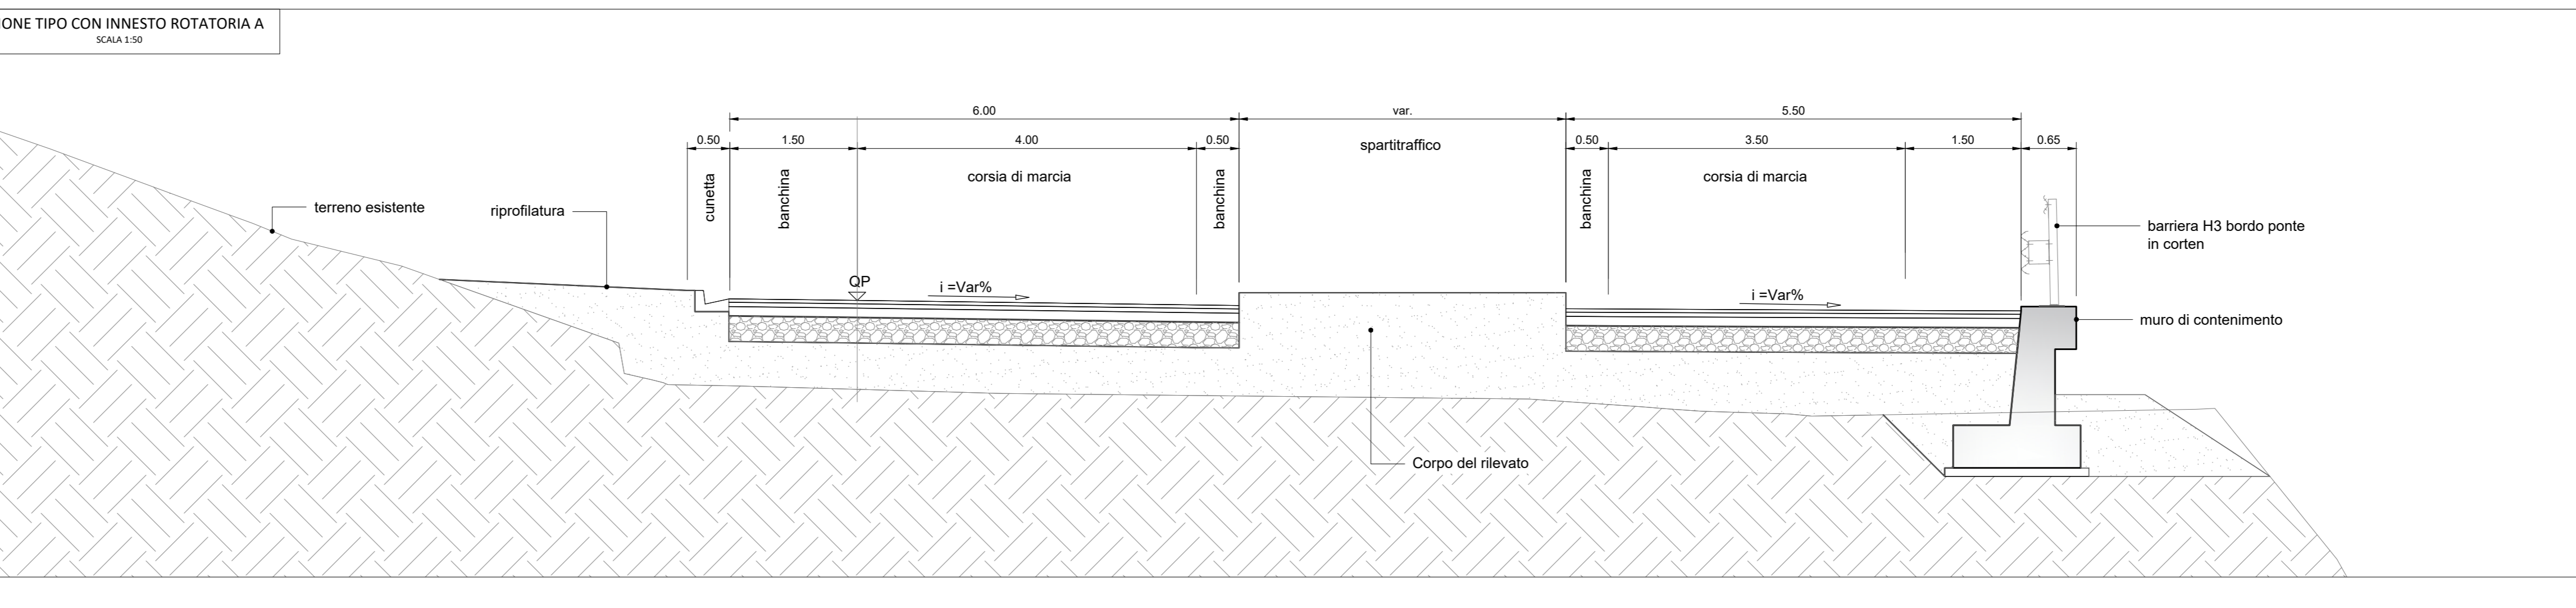 IONE TIPO CON INNESTO ROTATORIA A
SCALA 1:50
6.00
var.
5.50
0.50
1.50
4.00
0.50
spartitraffico
0.50
3.50
1.50
0.65
cunetta
banchina
corsia di marcia
banchina
banchina
corsia di marcia
terreno esistente
riprofilatura
barriera H3 bordo ponte
in corten
QP
i =Var%
i =Var%
muro di contenimento
Corpo del rilevato